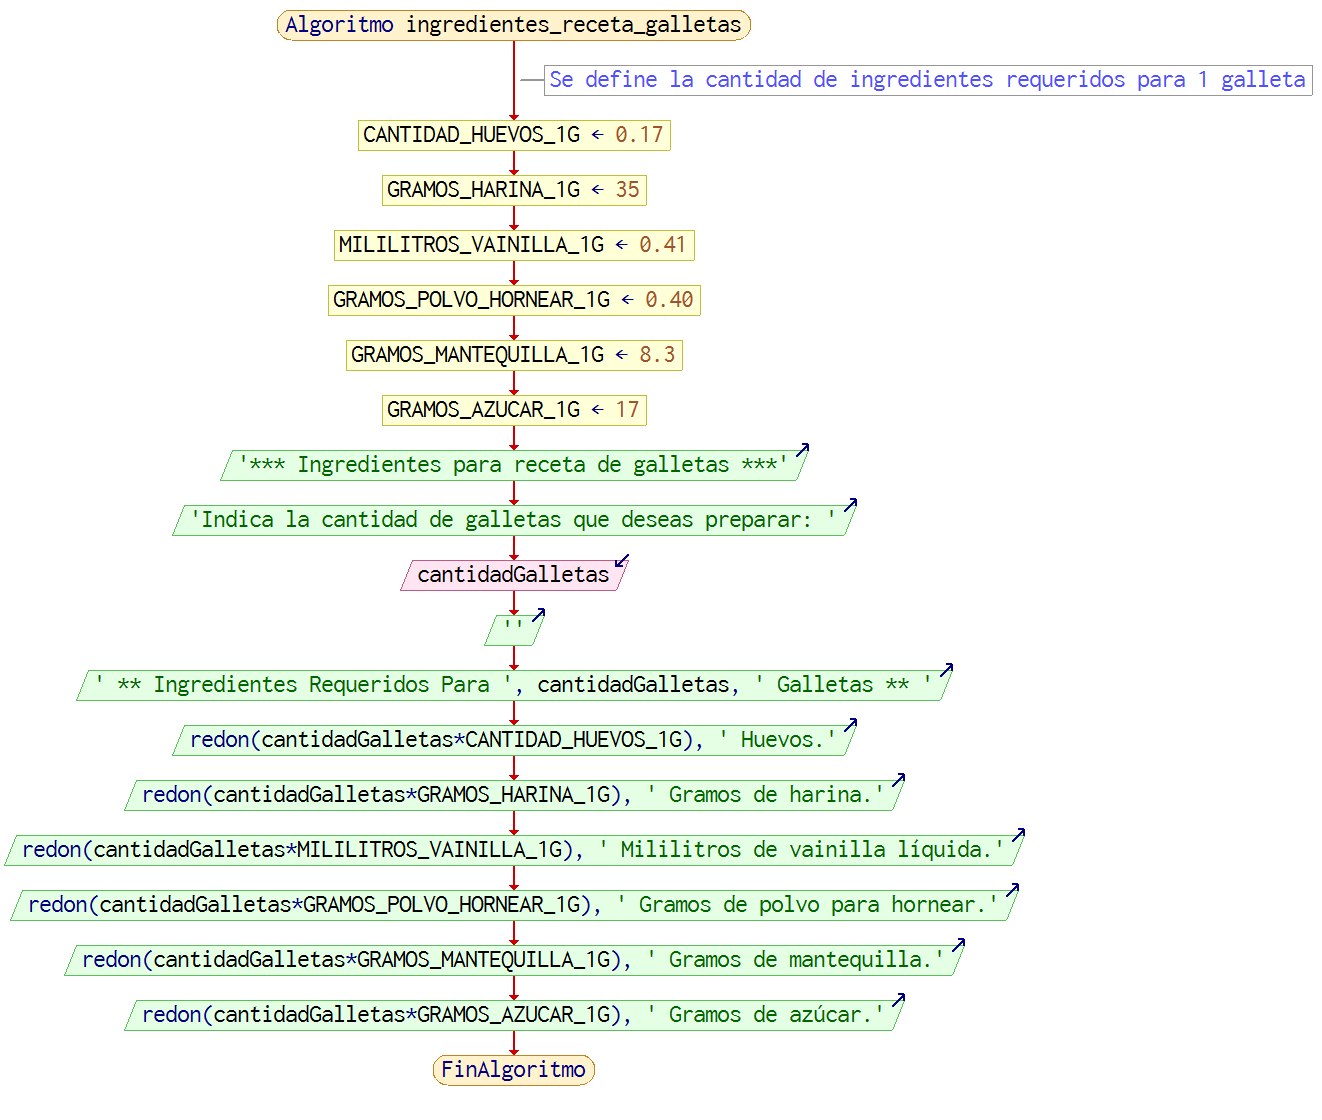 Algoritmo ingredientes_receta_galletas
Se define la cantidad de ingredientes requeridos para 1 galleta
CANTIDAD_HUEVOS_1G ← 0.17
GRAMOS_HARINA_1G ← 35
MILILITROS_VAINILLA_1G ← 0.41
GRAMOS_POLVO_HORNEAR_1G ← 0.40
GRAMOS_MANTEQUILLA_1G ← 8.3
GRAMOS_AZUCAR_1G ← 17
'*** Ingredientes para receta de galletas ***'
'Indica la cantidad de galletas que deseas preparar: '
cantidadGalletas
''
' ** Ingredientes Requeridos Para ', cantidadGalletas, ' Galletas ** '
redon(cantidadGalletas*CANTIDAD_HUEVOS_1G), ' Huevos.'
redon(cantidadGalletas*GRAMOS_HARINA_1G), ' Gramos de harina.'
redon(cantidadGalletas*MILILITROS_VAINILLA_1G), ' Mililitros de vainilla líquida.'
redon(cantidadGalletas*GRAMOS_POLVO_HORNEAR_1G), ' Gramos de polvo para hornear.'
redon(cantidadGalletas*GRAMOS_MANTEQUILLA_1G), ' Gramos de mantequilla.'
redon(cantidadGalletas*GRAMOS_AZUCAR_1G), ' Gramos de azúcar.'
FinAlgoritmo